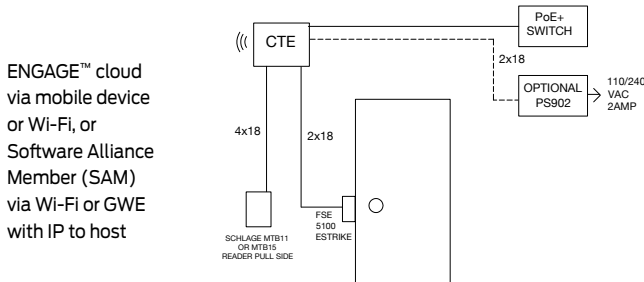 ENGAGE™ cloud
via mobile device
or Wi-Fi, or
Software Alliance
Member (SAM)
via Wi-Fi or GWE
with IP to host
CTE
PoE+
SWITCH
2x18
OPTIONAL
PS902
110/240
VAC
2AMP
4x18
2x18
FSE
5100
ESTRIKE
SCHLAGE MTB11
OR MTB15
READER PULL SIDE